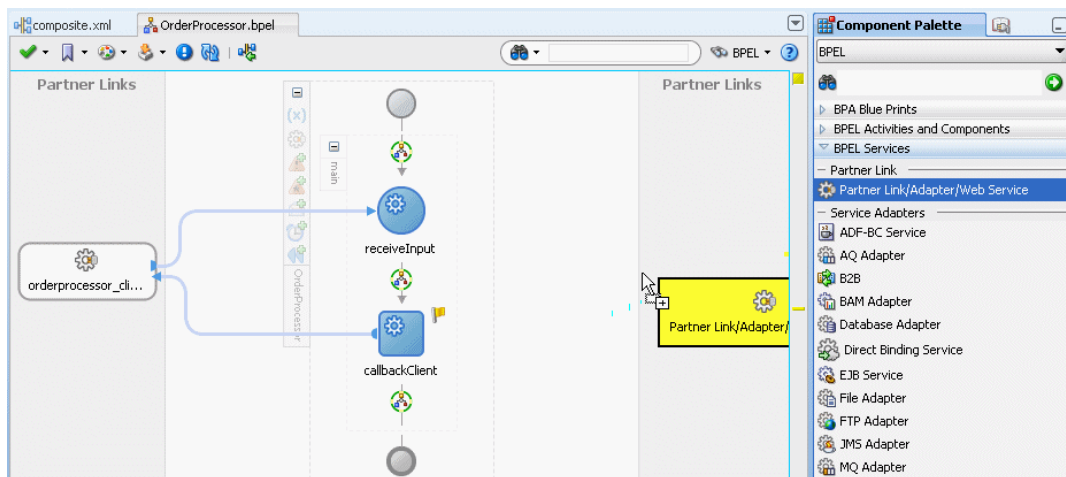 composite.xml
OrderProcessor.bpel
BPEL
Partner Links
Partner Links
(x)
main
receiveInput
orderprocessor_cli...
OrderProcessor
Partner Link/Adapter/
callbackClient
Component Palette
BPEL
BPA Blue Prints
BPEL Activities and Components
BPEL Services
Partner Link
Partner Link/Adapter/Web Service
Service Adapters
ADF-BC Service
AQ Adapter
B2B
BAM Adapter
Database Adapter
Direct Binding Service
EJB Service
File Adapter
FTP Adapter
JMS Adapter
MQ Adapter